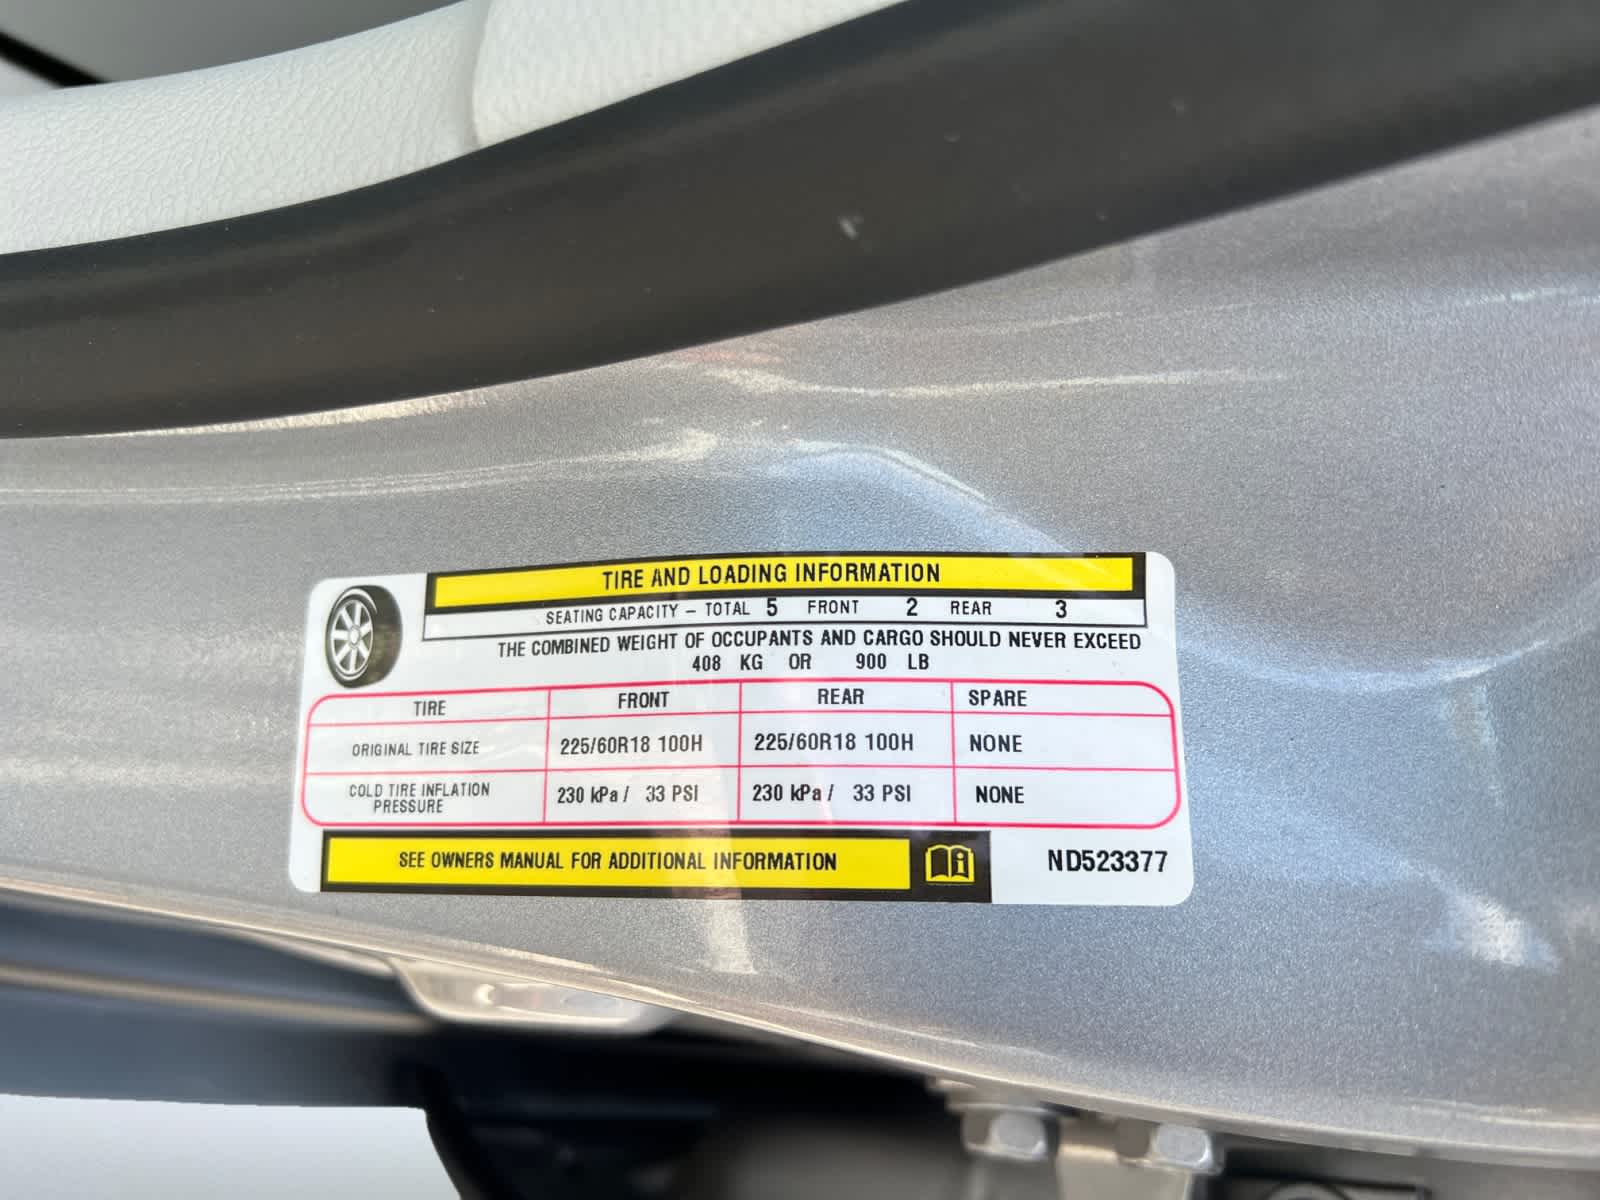 TIRE AND LOADING INFORMATION
SEATING CAPACITY – TOTAL 5 FRONT 2 REAR 3
THE COMBINED WEIGHT OF OCCUPANTS AND CARGO SHOULD NEVER EXCEED
408 KG OR 900 LB
TIRE FRONT REAR SPARE
ORIGINAL TIRE SIZE 225/60R18 100H 225/60R18 100H NONE
COLD TIRE INFLATION
PRESSURE 230 kPa / 33 PSI 230 kPa / 33 PSI NONE
SEE OWNERS MANUAL FOR ADDITIONAL INFORMATION ND523377